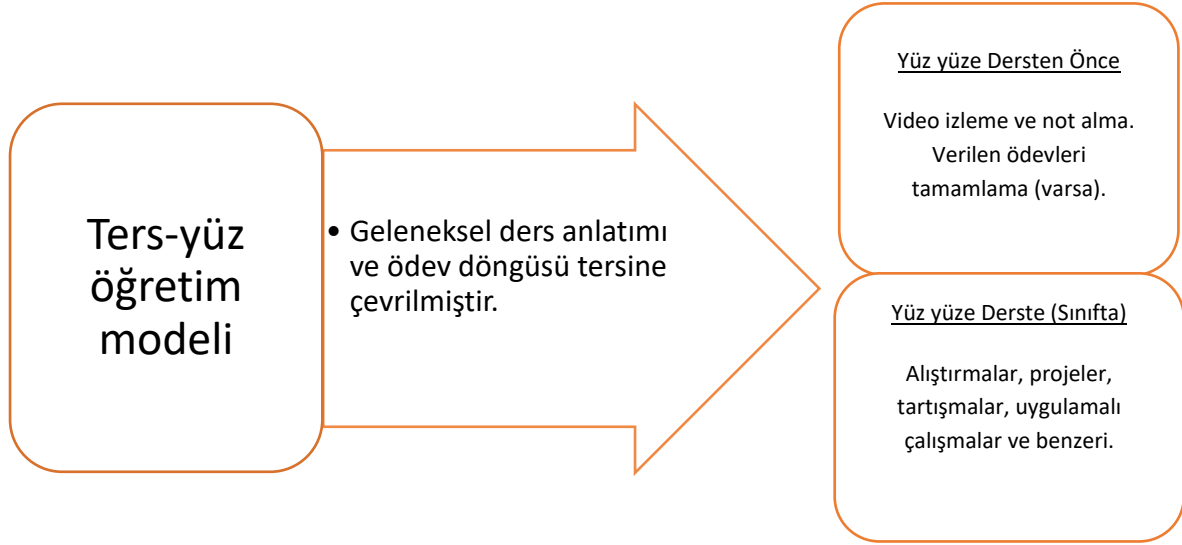 Ters-yüz
öğretim
modeli
• Geleneksel ders anlatımı
ve ödev döngüsü tersine
çevrilmiştir.
Yüz yüze Dersten Önce
Video izleme ve not alma.
Verilen ödevleri
tamamlama (varsa).
Yüz yüze Derste (Sınıfta)
Alıştırmalar, projeler,
tartışmalar, uygulamalı
çalışmalar ve benzeri.